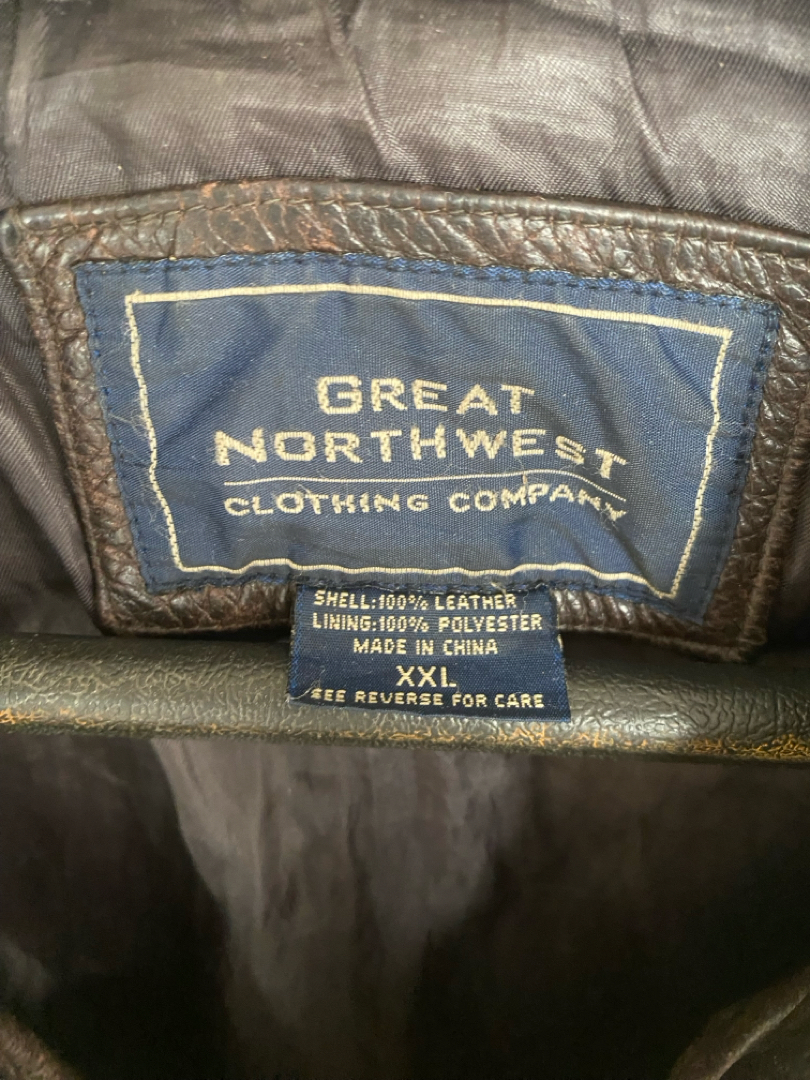 GREAT
NORTHWEST
CLOTHING COMPANY
SHELL:100% LEATHER
LINING:100% POLYESTER
MADE IN CHINA
XXL
SEE REVERSE FOR CARE